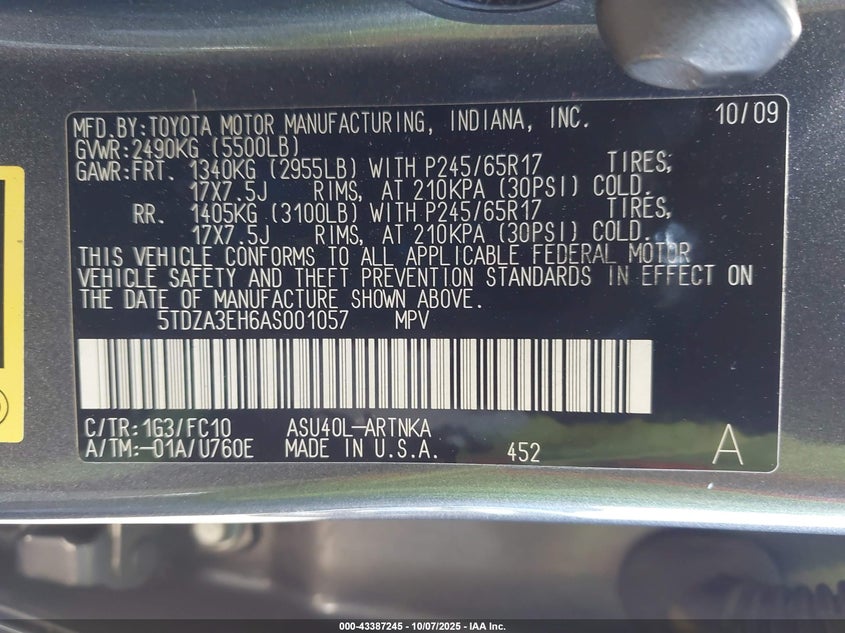 MFD.BY:TOYOTA MOTOR MANUFACTURING, INDIANA, INC. 10/09
GVWR:2490KG (5500LB)
GAWR:FRT. 1340KG (2955LB) WITH P245/65R17 TIRES,
17X7.5J RIMS, AT 210KPA (30PSI) COLD.
RR. 1405KG (3100LB) WITH P245/65R17 TIRES,
17X7.5J RIMS, AT 210KPA (30PSI) COLD.
THIS VEHICLE CONFORMS TO ALL APPLICABLE FEDERAL MOTOR
VEHICLE SAFETY AND THEFT PREVENTION STANDARDS IN EFFECT ON
THE DATE OF MANUFACTURE SHOWN ABOVE.
5TDZA3EH6AS001057 MPV
C/TR:1G3/FC10 ASU40L-ARTNKA
A/TM:-01A/U760E MADE IN U.S.A. 452 A
000-43387245 - 10/07/2025 - IAA Inc.